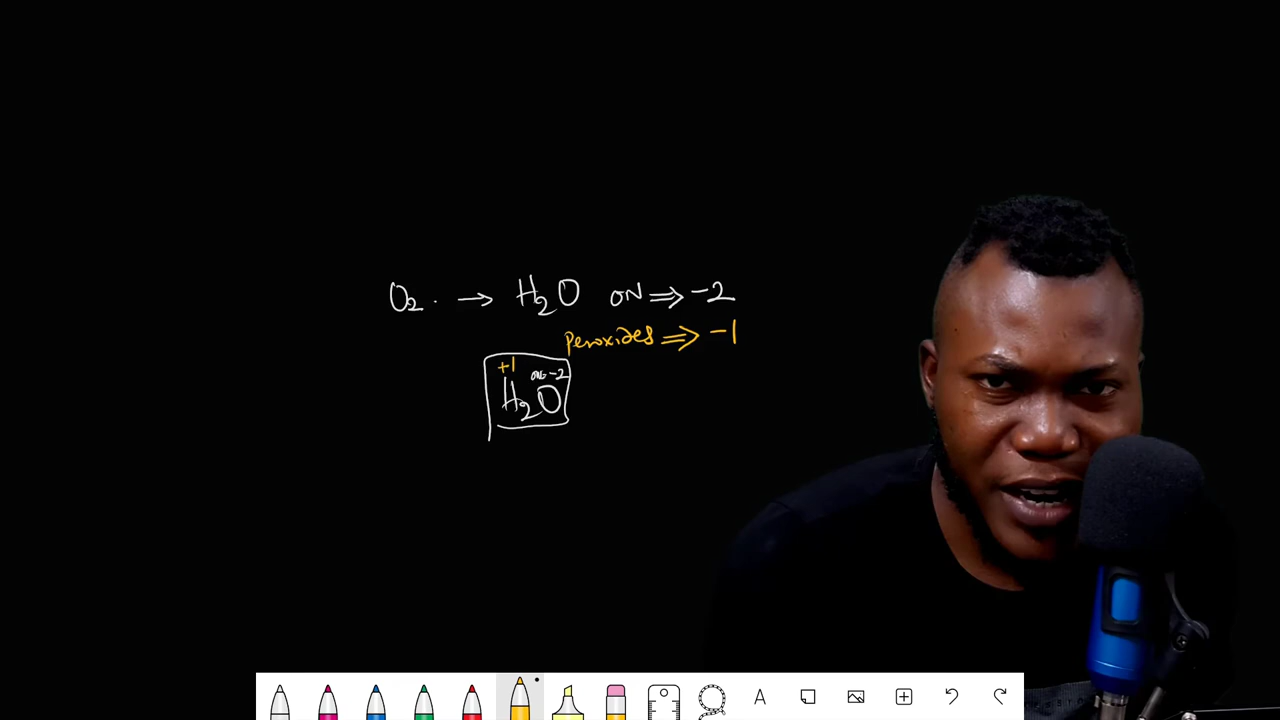 O₂. → H₂O ON ⇒ -2
peroxides ⇒ -1
+1 ON -2
H₂O
A